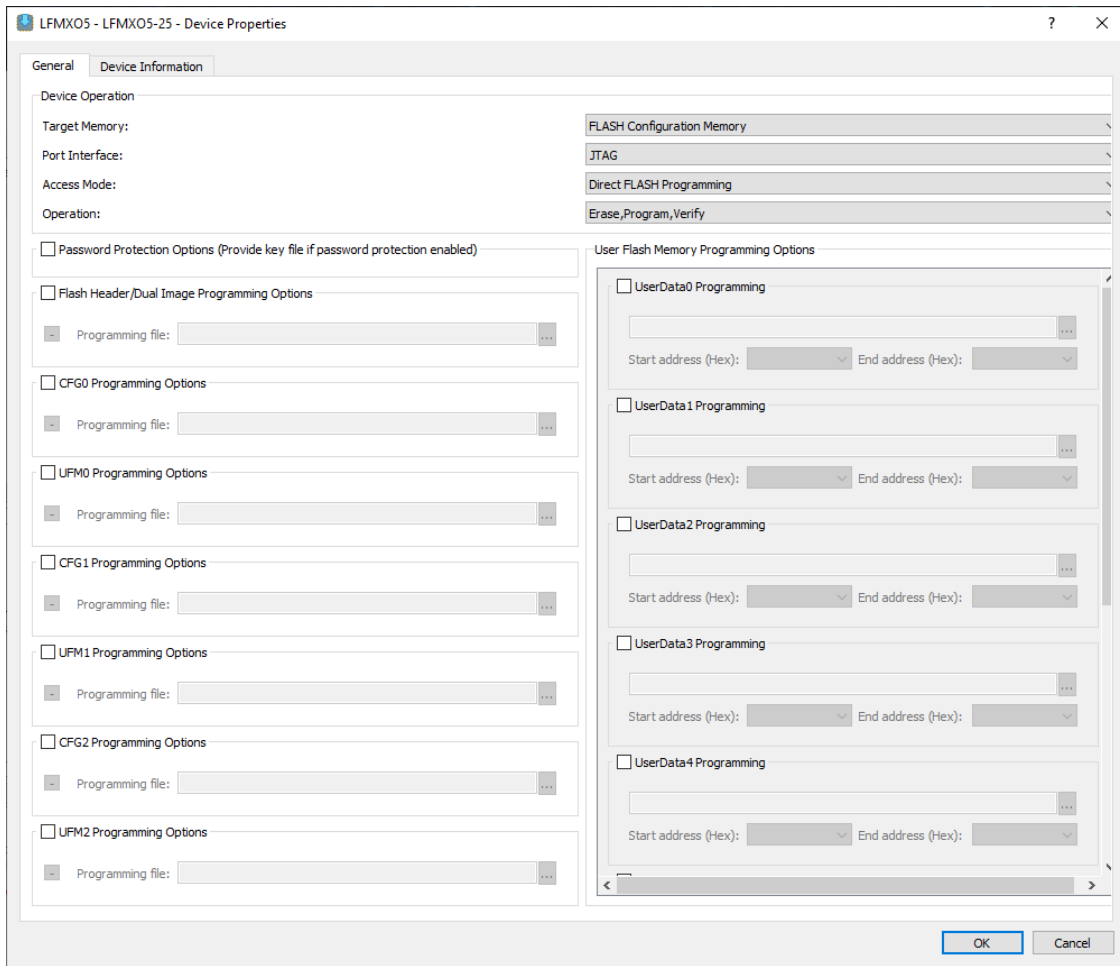 LFMXO5 - LFMXO5-25 - Device Properties
General
Device Information
Device Operation
Target Memory:
FLASH Configuration Memory
Port Interface:
JTAG
Access Mode:
Direct FLASH Programming
Operation:
Erase,Program,Verify
Password Protection Options (Provide key file if password protection enabled)
Flash Header/Dual Image Programming Options
- Programming file: ...
CFG0 Programming Options
- Programming file: ...
UFM0 Programming Options
- Programming file: ...
CFG1 Programming Options
- Programming file: ...
UFM1 Programming Options
- Programming file: ...
CFG2 Programming Options
- Programming file: ...
UFM2 Programming Options
- Programming file: ...
User Flash Memory Programming Options
UserData0 Programming
...
Start address (Hex): End address (Hex):
UserData1 Programming
...
Start address (Hex): End address (Hex):
UserData2 Programming
...
Start address (Hex): End address (Hex):
UserData3 Programming
...
Start address (Hex): End address (Hex):
UserData4 Programming
...
Start address (Hex): End address (Hex):
OK
Cancel